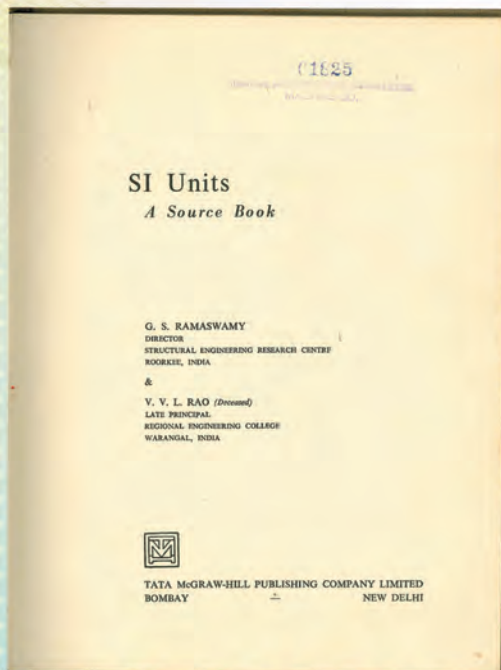 01825
SI Units
A Source Book
G. S. RAMASWAMY
DIRECTOR
STRUCTURAL ENGINEERING RESEARCH CENTRE
ROORKEE, INDIA
&
V. V. L. RAO (Deceased)
LATE PRINCIPAL
REGIONAL ENGINEERING COLLEGE
WARANGAL, INDIA
TATA McGRAW-HILL PUBLISHING COMPANY LIMITED
BOMBAY NEW DELHI